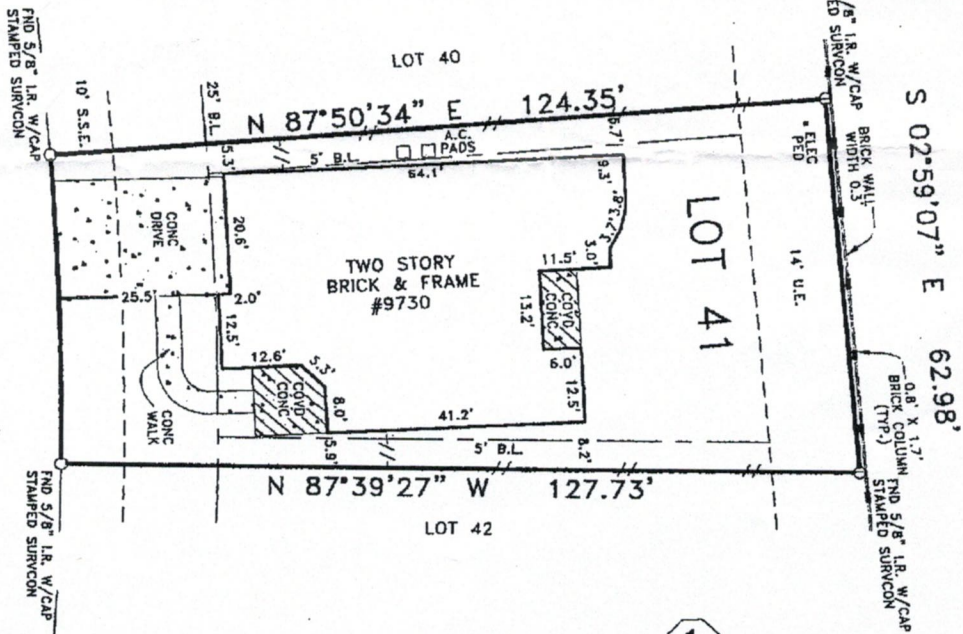 FND 5/8" I.R. W/CAP
STAMPED SURVCON
10' S.S.E.
25' B.L.
LOT 40
N 87°50'34" E 124.35'
/8" I.R. W/CAP
ED SURVCON
S 02°59'07" E 62.98'
BRICK WALL
WIDTH 0.3'
ELEC
PED
A.C.
PADS
5' B.L.
5.3'
6.7'
64.1'
9.3'
3.0'
11.5'
CONC
DRIVE
20.6'
25.5'
2.0'
12.5'
TWO STORY
BRICK & FRAME
#9730
13.2'
COVD
CONC
6.0'
12.5'
LOT 41
14' U.E.
12.6'
5.3'
COVD
CONC
8.0'
41.2'
CONC
WALK
5.9'
5' B.L.
8.2'
0.8' X 1.7'
BRICK COLUMN
(TYP.)
N 87°39'27" W 127.73'
LOT 42
FND 5/8" I.R. W/CAP
STAMPED SURVCON
FND 5/8" I.R. W/CAP
STAMPED SURVCON